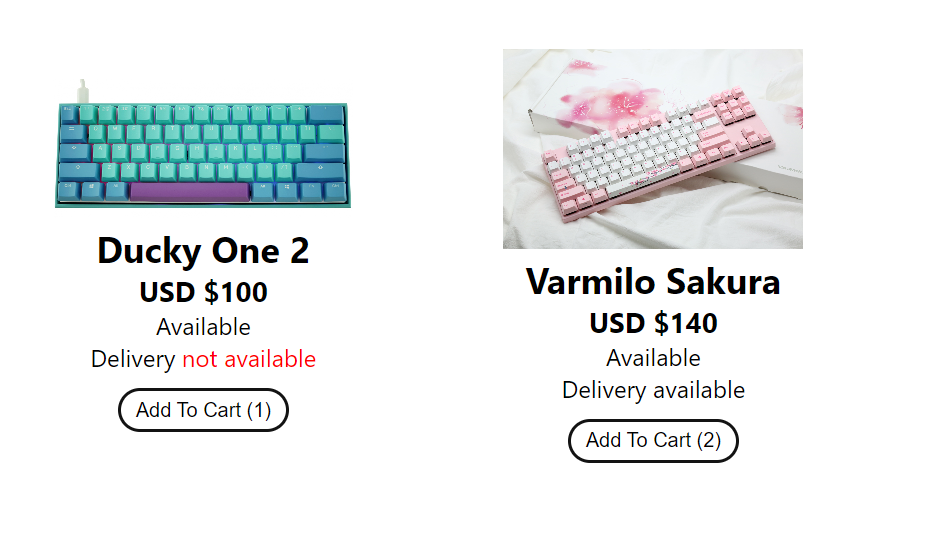 Ducky One 2
USD $100
Available
Delivery not available
Add To Cart (1)
Varmilo Sakura
USD $140
Available
Delivery available
Add To Cart (2)